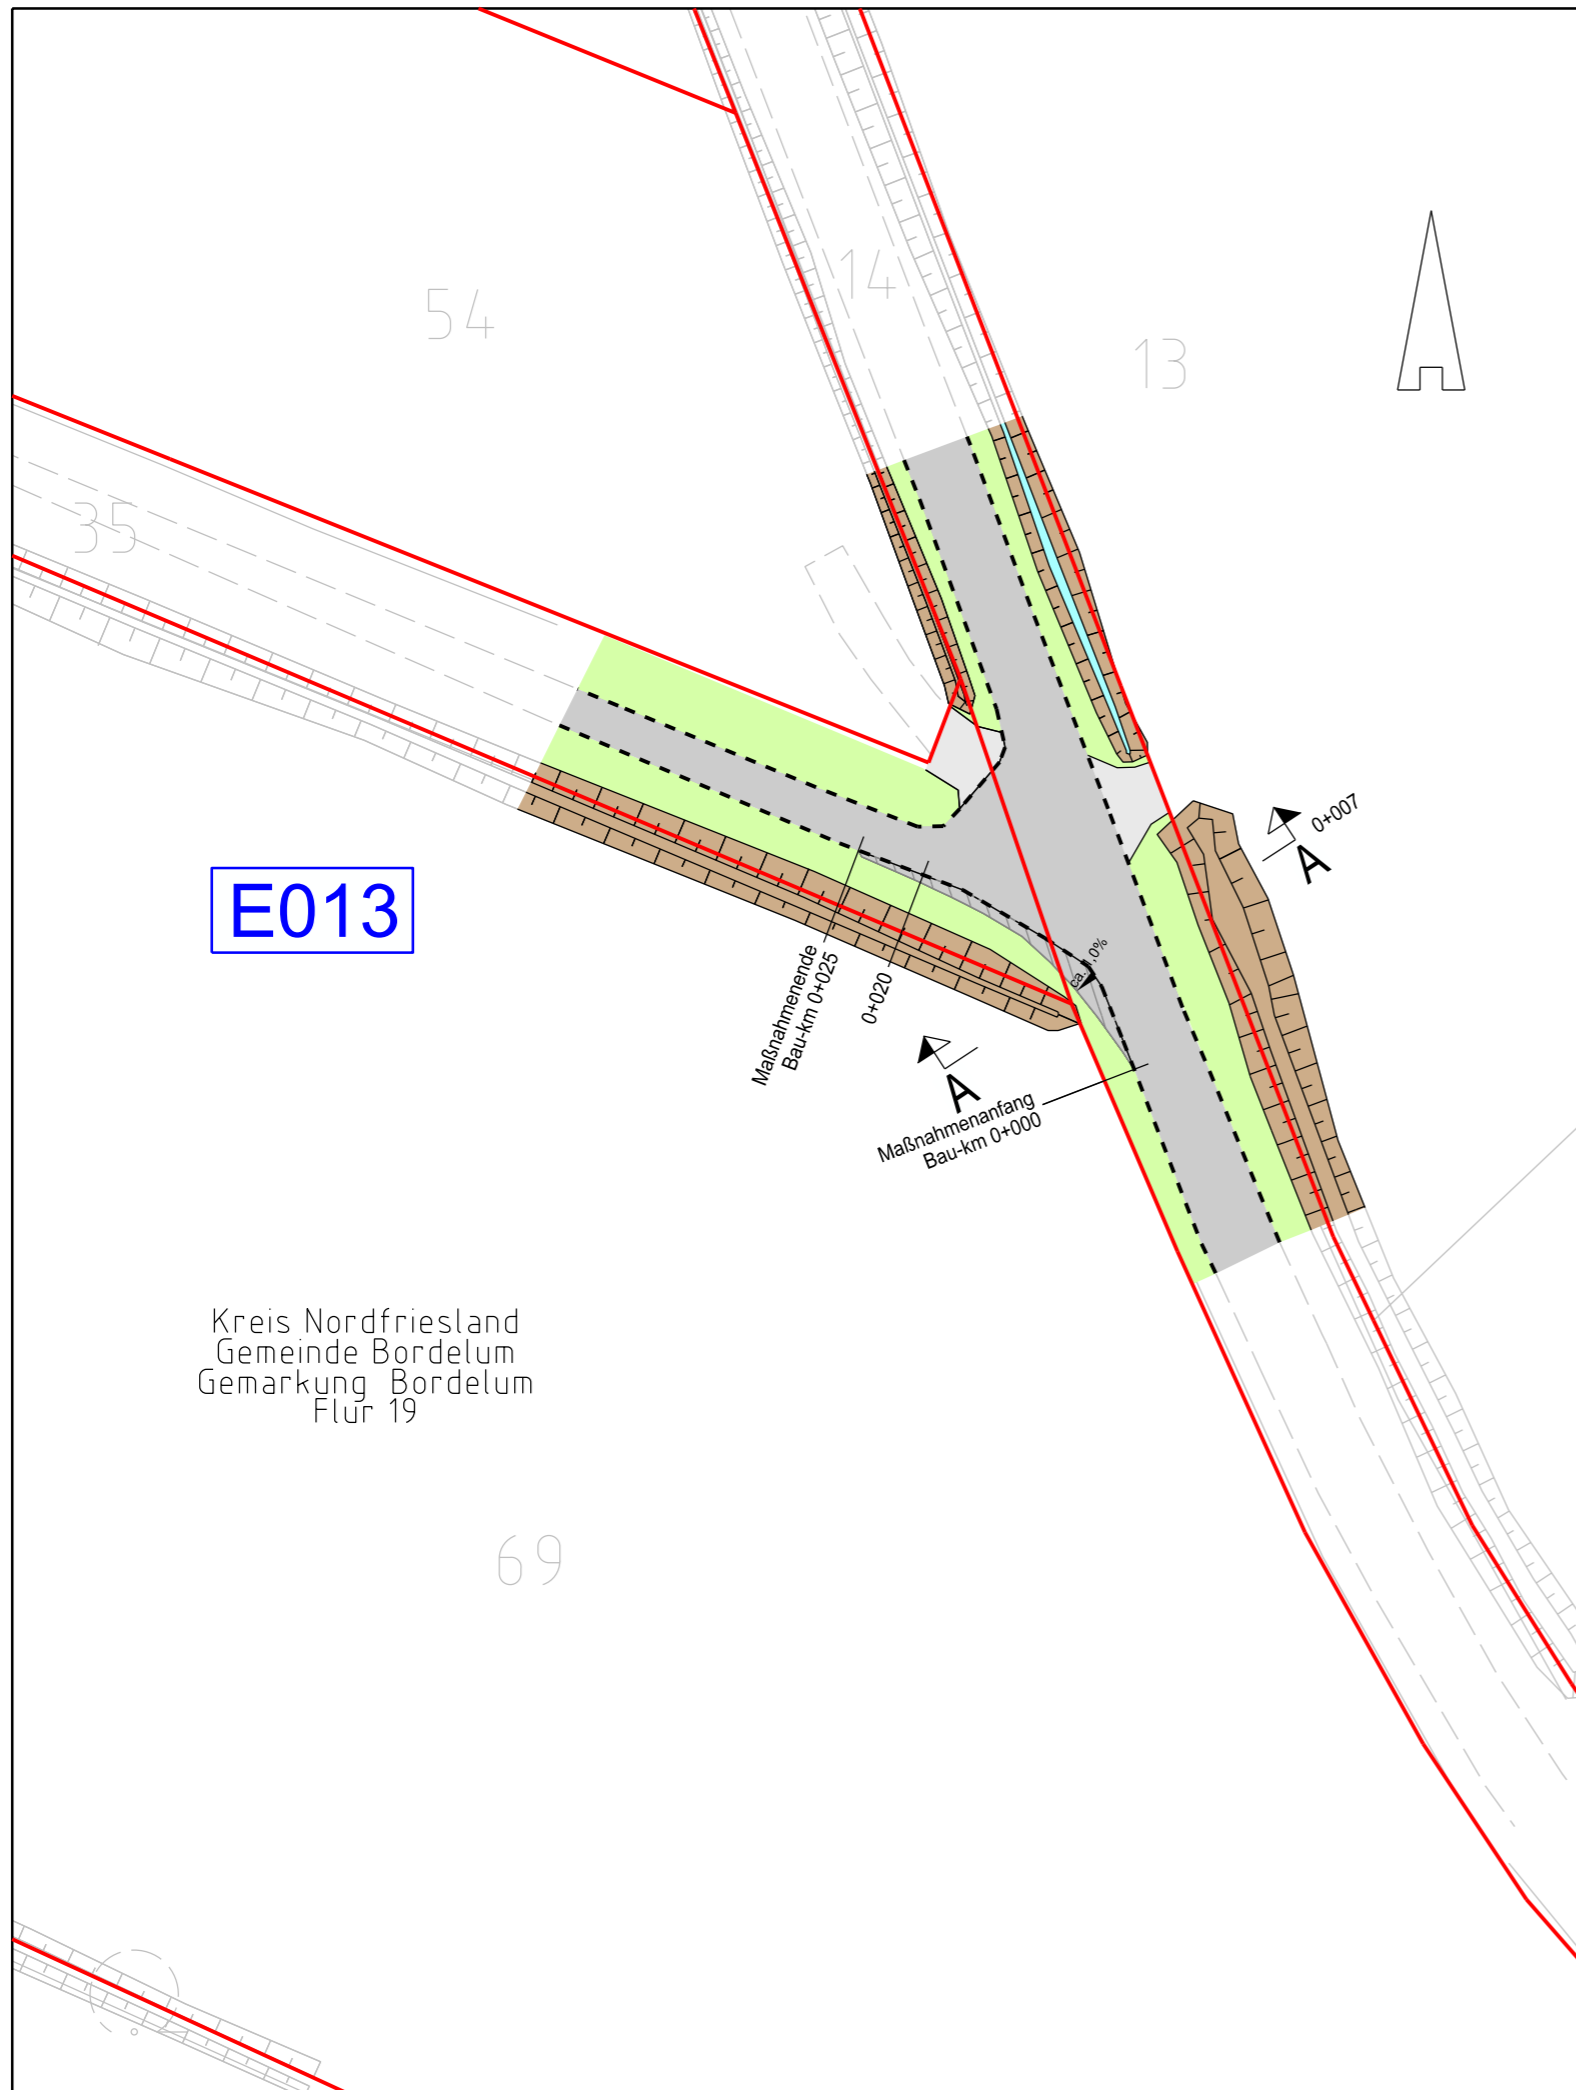 14
54
13
35
0+007
A
E013
Maßnahmenende
Bau-km 0+025
0+020
A
Maßnahmenanfang
Bau-km 0+000
Kreis Nordfriesland
Gemeinde Bordelum
Gemarkung Bordelum
Flur 19
69